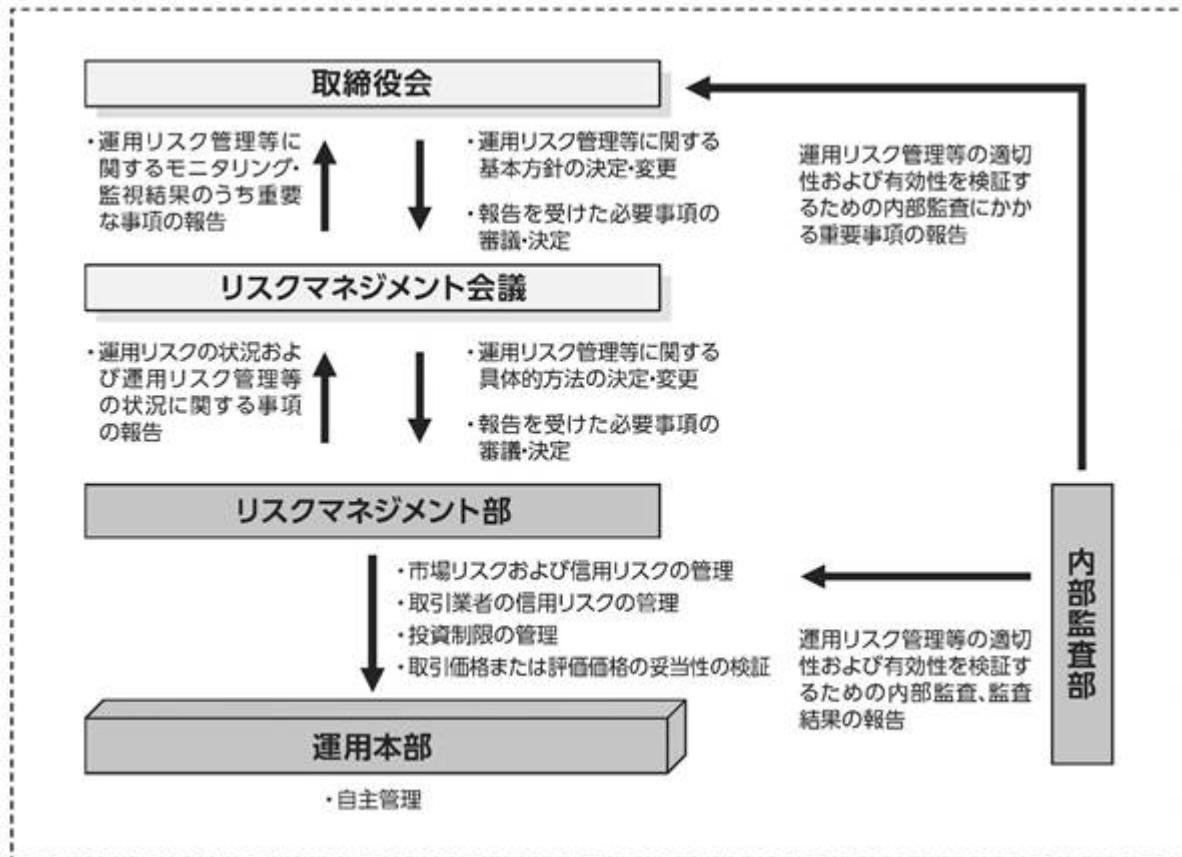 取締役会
・運用リスク管理等に
関するモニタリング・
監視結果のうち重要
な事項の報告
・運用リスク管理等に関する
基本方針の決定・変更
・報告を受けた必要事項の
審議・決定
運用リスク管理等の適切
性および有効性を検証す
るための内部監査にかか
る重要事項の報告
リスクマネジメント会議
・運用リスクの状況およ
び運用リスク管理等
の状況に関する事項
の報告
・運用リスク管理等に関する
具体的方法の決定・変更
・報告を受けた必要事項の
審議・決定
リスクマネジメント部
・市場リスクおよび信用リスクの管理
・取引業者の信用リスクの管理
・投資制限の管理
・取引価格または評価価格の妥当性の検証
運用リスク管理等の適切
性および有効性を検証す
るための内部監査、監査
結果の報告
内部監査部
運用本部
・自主管理